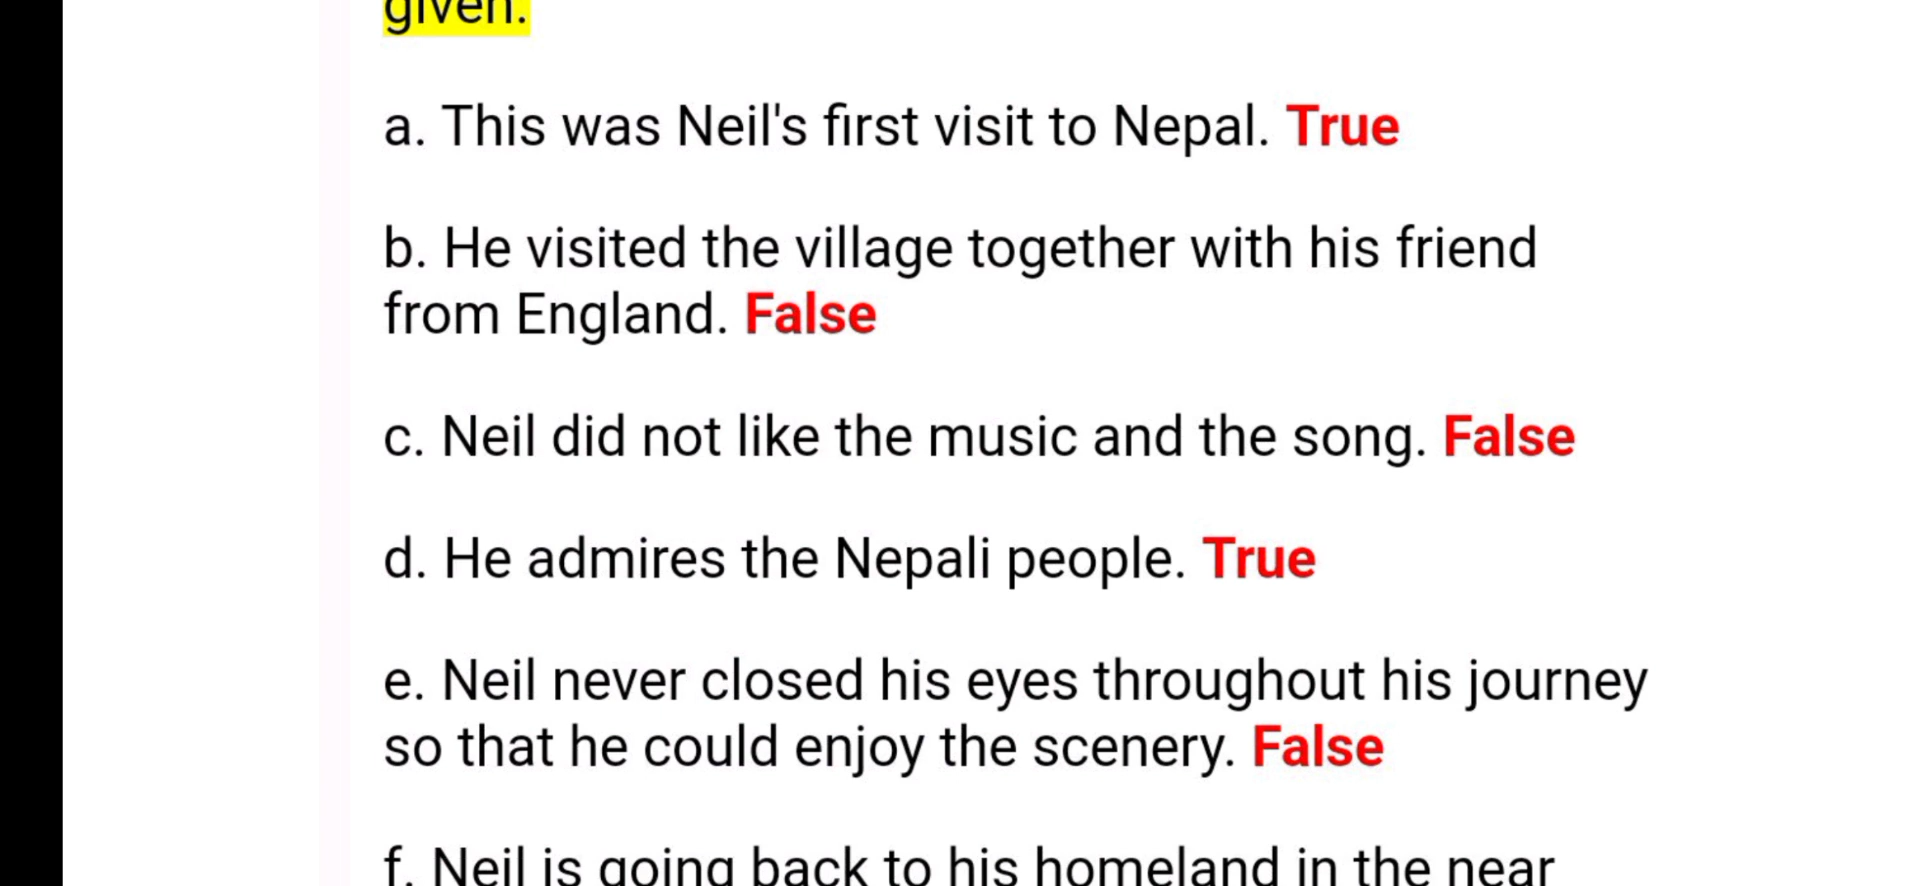 given.
a. This was Neil's first visit to Nepal. True
b. He visited the village together with his friend
from England. False
c. Neil did not like the music and the song. False
d. He admires the Nepali people. True
e. Neil never closed his eyes throughout his journey
so that he could enjoy the scenery. False
f. Neil is going back to his homeland in the near